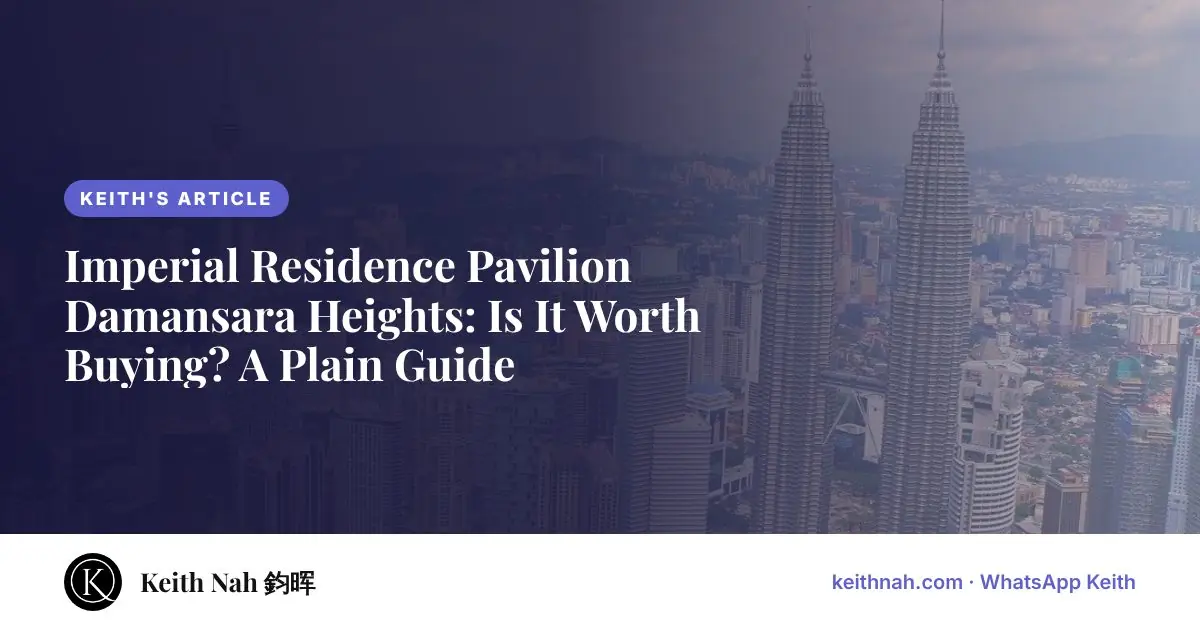 KEITH'S ARTICLE
Imperial Residence Pavilion
Damansara Heights: Is It Worth
Buying? A Plain Guide
K
Keith Nah 鈞晖
keithnah.com · WhatsApp Keith